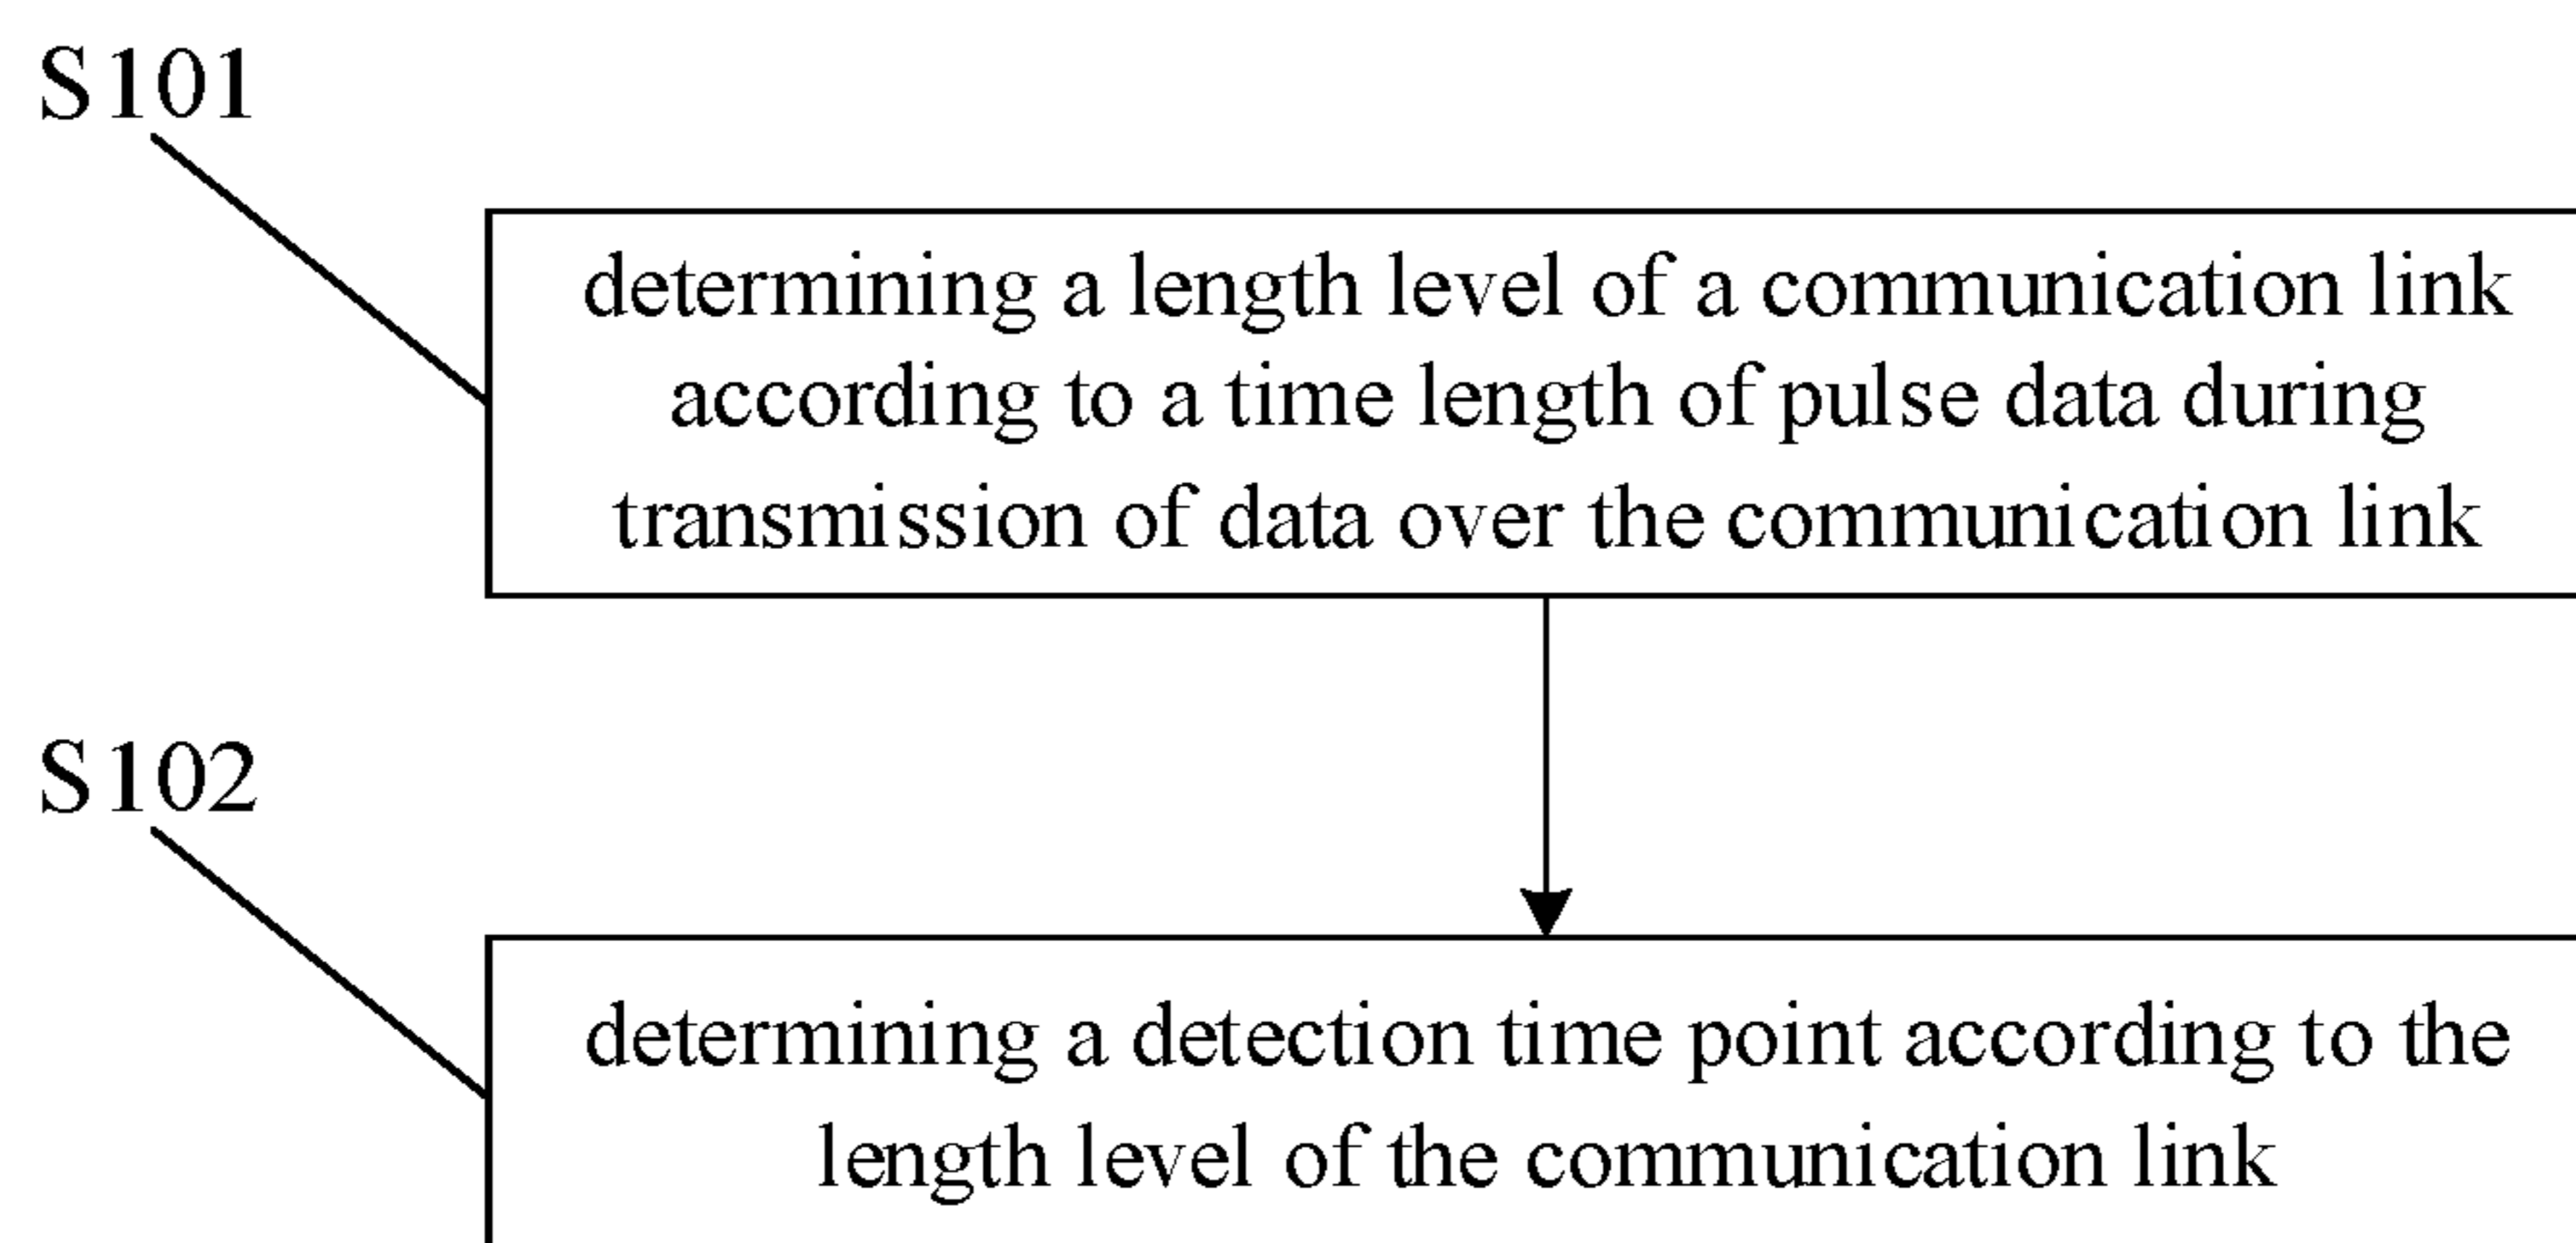 S101
determining a length level of a communication link
according to a time length of pulse data during
transmission of data over the communication link
S102
determining a detection time point according to the
length level of the communication link